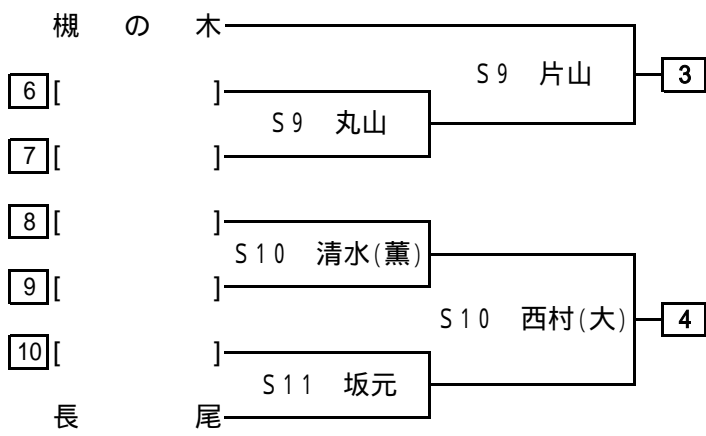 槻の木
S9 片山 3
6 [ ]
S9 丸山
7 [ ]
8 [ ]
S10 清水(薫)
9 [ ]
S10 西村(大) 4
10 [ ]
S11 坂元
長尾